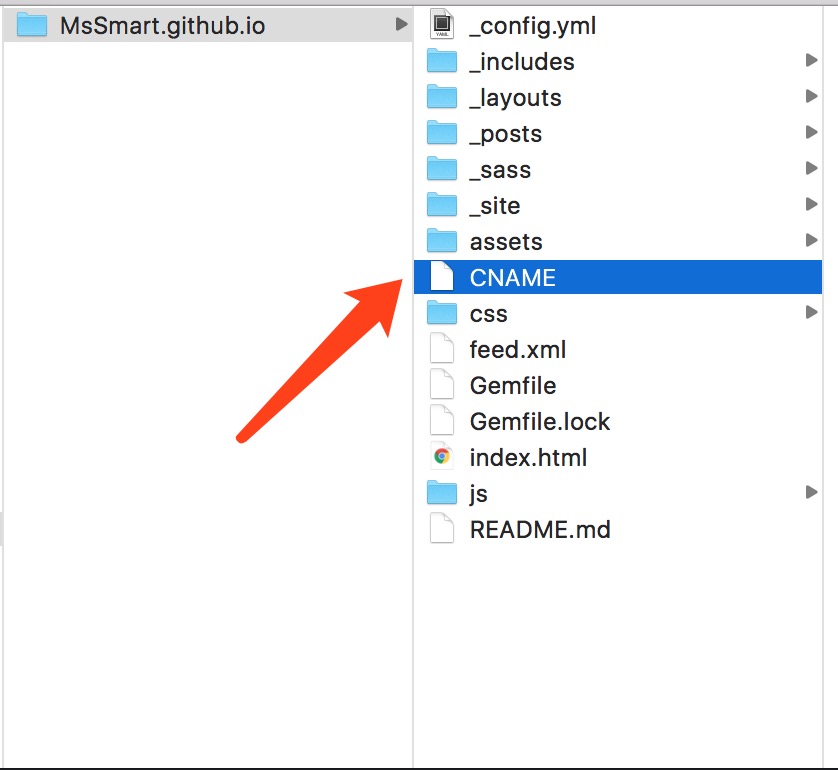 MsSmart.github.io
_config.yml
_includes
_layouts
_posts
_sass
_site
assets
CNAME
css
feed.xml
Gemfile
Gemfile.lock
index.html
js
README.md